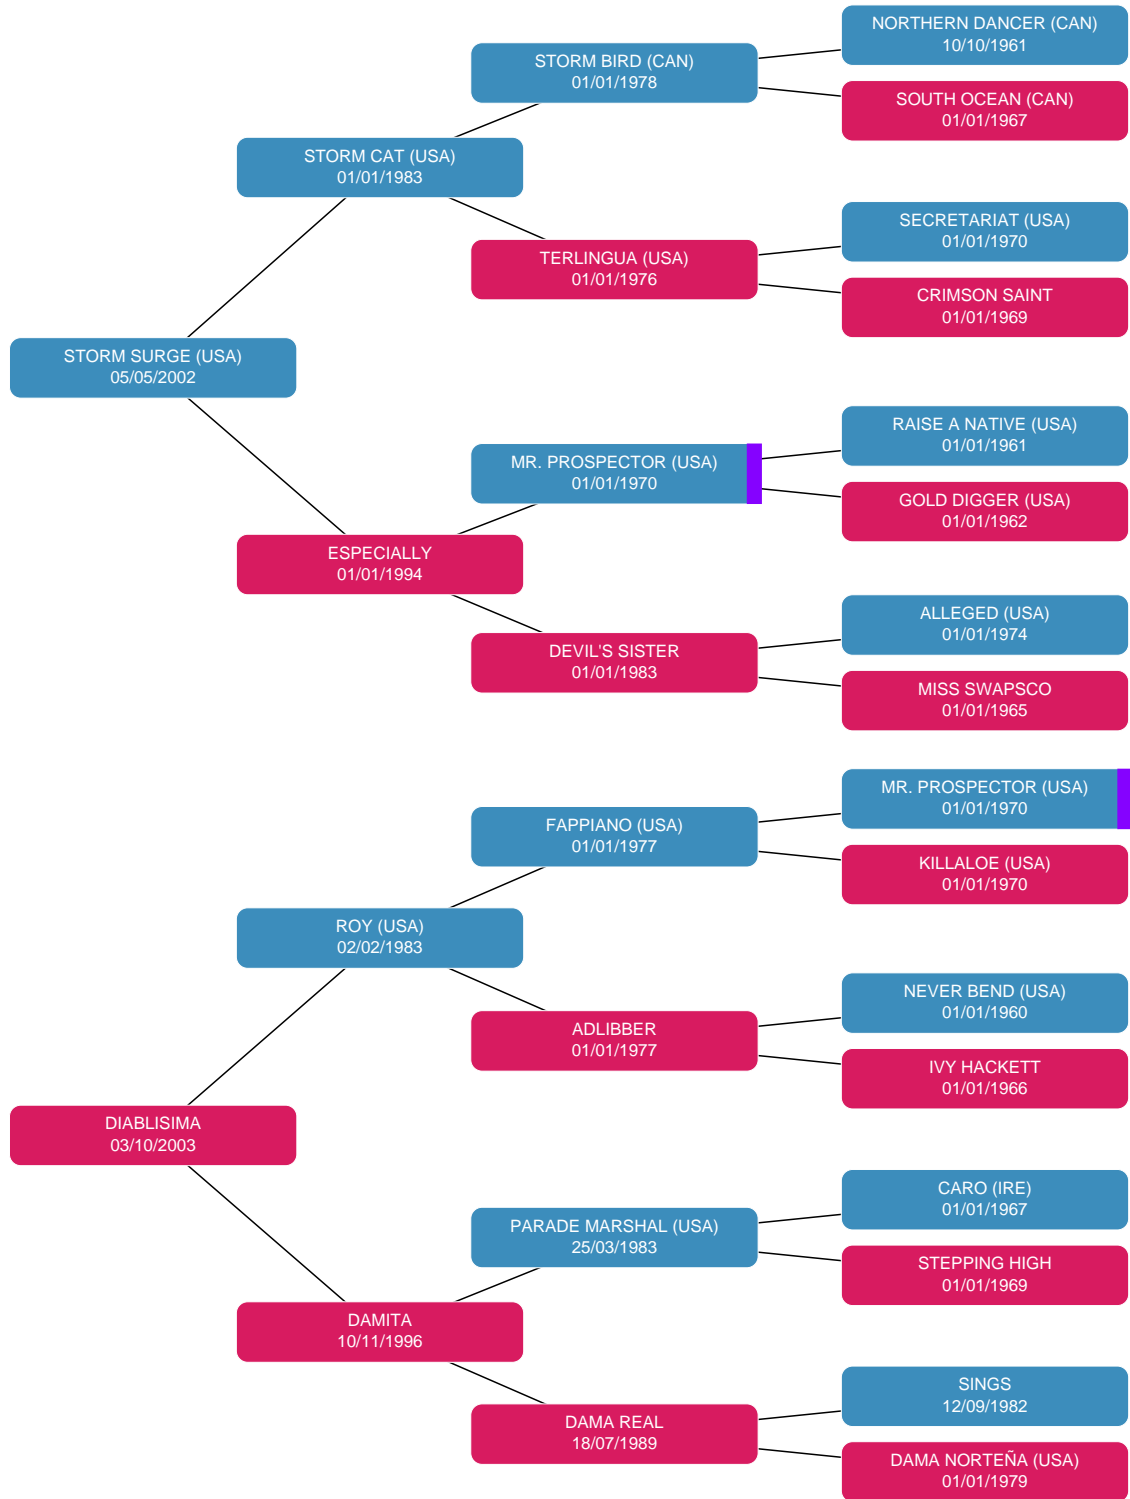 NORTHERN DANCER (CAN)
10/10/1961
STORM BIRD (CAN)
01/01/1978
SOUTH OCEAN (CAN)
01/01/1967
STORM CAT (USA)
01/01/1983
SECRETARIAT (USA)
01/01/1970
TERLINGUA (USA)
01/01/1976
CRIMSON SAINT
01/01/1969
STORM SURGE (USA)
05/05/2002
RAISE A NATIVE (USA)
01/01/1961
MR. PROSPECTOR (USA)
01/01/1970
GOLD DIGGER (USA)
01/01/1962
ESPECIALLY
01/01/1994
ALLEGED (USA)
01/01/1974
DEVIL'S SISTER
01/01/1983
MISS SWAPSCO
01/01/1965
MR. PROSPECTOR (USA)
01/01/1970
FAPPIANO (USA)
01/01/1977
KILLALOE (USA)
01/01/1970
ROY (USA)
02/02/1983
NEVER BEND (USA)
01/01/1960
ADLIBBER
01/01/1977
IVY HACKETT
01/01/1966
DIABLISIMA
03/10/2003
CARO (IRE)
01/01/1967
PARADE MARSHAL (USA)
25/03/1983
STEPPING HIGH
01/01/1969
DAMITA
10/11/1996
SINGS
12/09/1982
DAMA REAL
18/07/1989
DAMA NORTEÑA (USA)
01/01/1979